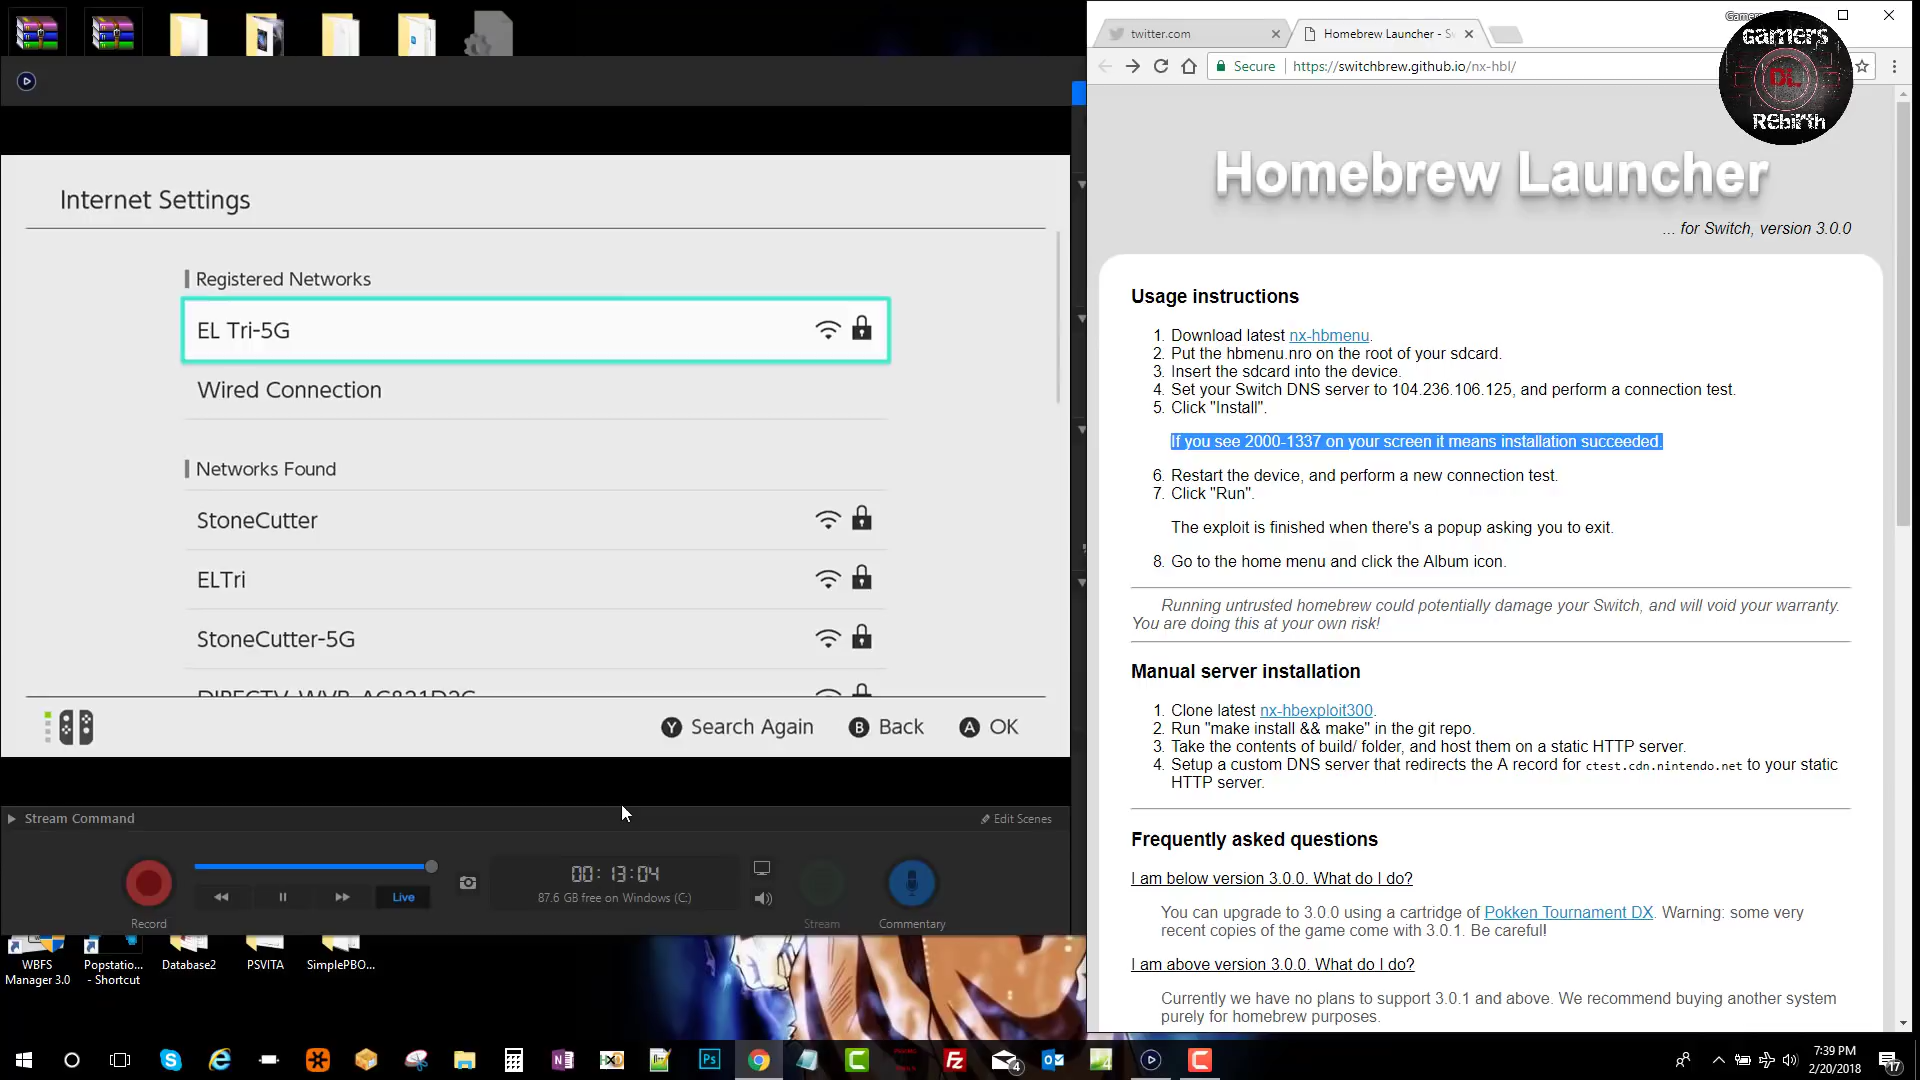 twitter.com
Homebrew Launcher - S
Secure
https://switchbrew.github.io/nx-hbl/
Gamers
DL
REbirth
Homebrew Launcher
... for Switch, version 3.0.0
Internet Settings
Registered Networks
EL Tri-5G
Wired Connection
Networks Found
StoneCutter
ELTri
StoneCutter-5G
Y Search Again
B Back
A OK
Usage instructions
1. Download latest nx-hbmenu.
2. Put the hbmenu.nro on the root of your sdcard.
3. Insert the sdcard into the device.
4. Set your Switch DNS server to 104.236.106.125, and perform a connection test.
5. Click "Install".
If you see 2000-1337 on your screen it means installation succeeded.
6. Restart the device, and perform a new connection test.
7. Click "Run".
The exploit is finished when there's a popup asking you to exit.
8. Go to the home menu and click the Album icon.
Running untrusted homebrew could potentially damage your Switch, and will void your warranty.
You are doing this at your own risk!
Manual server installation
1. Clone latest nx-hbexploit300.
2. Run "make install && make" in the git repo.
3. Take the contents of build/ folder, and host them on a static HTTP server.
4. Setup a custom DNS server that redirects the A record for ctest.cdn.nintendo.net to your static
HTTP server.
Frequently asked questions
I am below version 3.0.0. What do I do?
You can upgrade to 3.0.0 using a cartridge of Pokken Tournament DX. Warning: some very
recent copies of the game come with 3.0.1. Be careful!
I am above version 3.0.0. What do I do?
Currently we have no plans to support 3.0.1 and above. We recommend buying another system
purely for homebrew purposes.
Stream Command
Edit Scenes
00:13:04
87.6 GB free on Windows (C:)
Live
Record
Stream
Commentary
WBFS
Manager 3.0
Popstatio...
- Shortcut
Database2
PSVITA
SimplePBO...
7:39 PM
2/20/2018
4
17